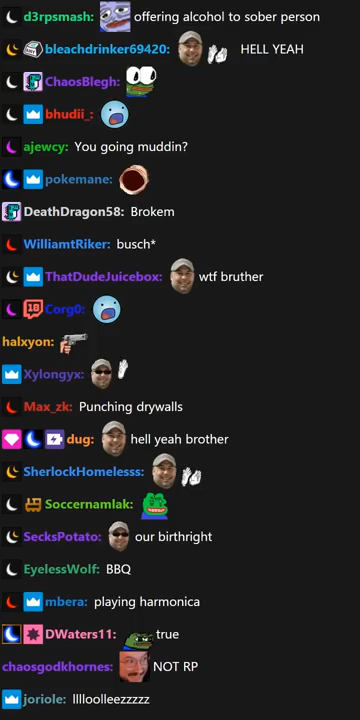 d3rpsmash: offering alcohol to sober person
bleachdrinker69420: HELL YEAH
ChaosBlegh:
bhudii_:
ajewcy: You going muddin?
pokemane:
DeathDragon58: Brokem
WilliamtRiker: busch*
ThatDudeJuicebox: wtf bruther
18 Corg0:
halxyon:
Xylongyx:
Max_zk: Punching drywalls
dug: hell yeah brother
SherlockHomelesss:
Soccernamlak:
SecksPotato: our birthright
EyelessWolf: BBQ
mbera: playing harmonica
DWaters11: true
chaosgodkhornes: NOT RP
joriole: lllloolleezzzzz